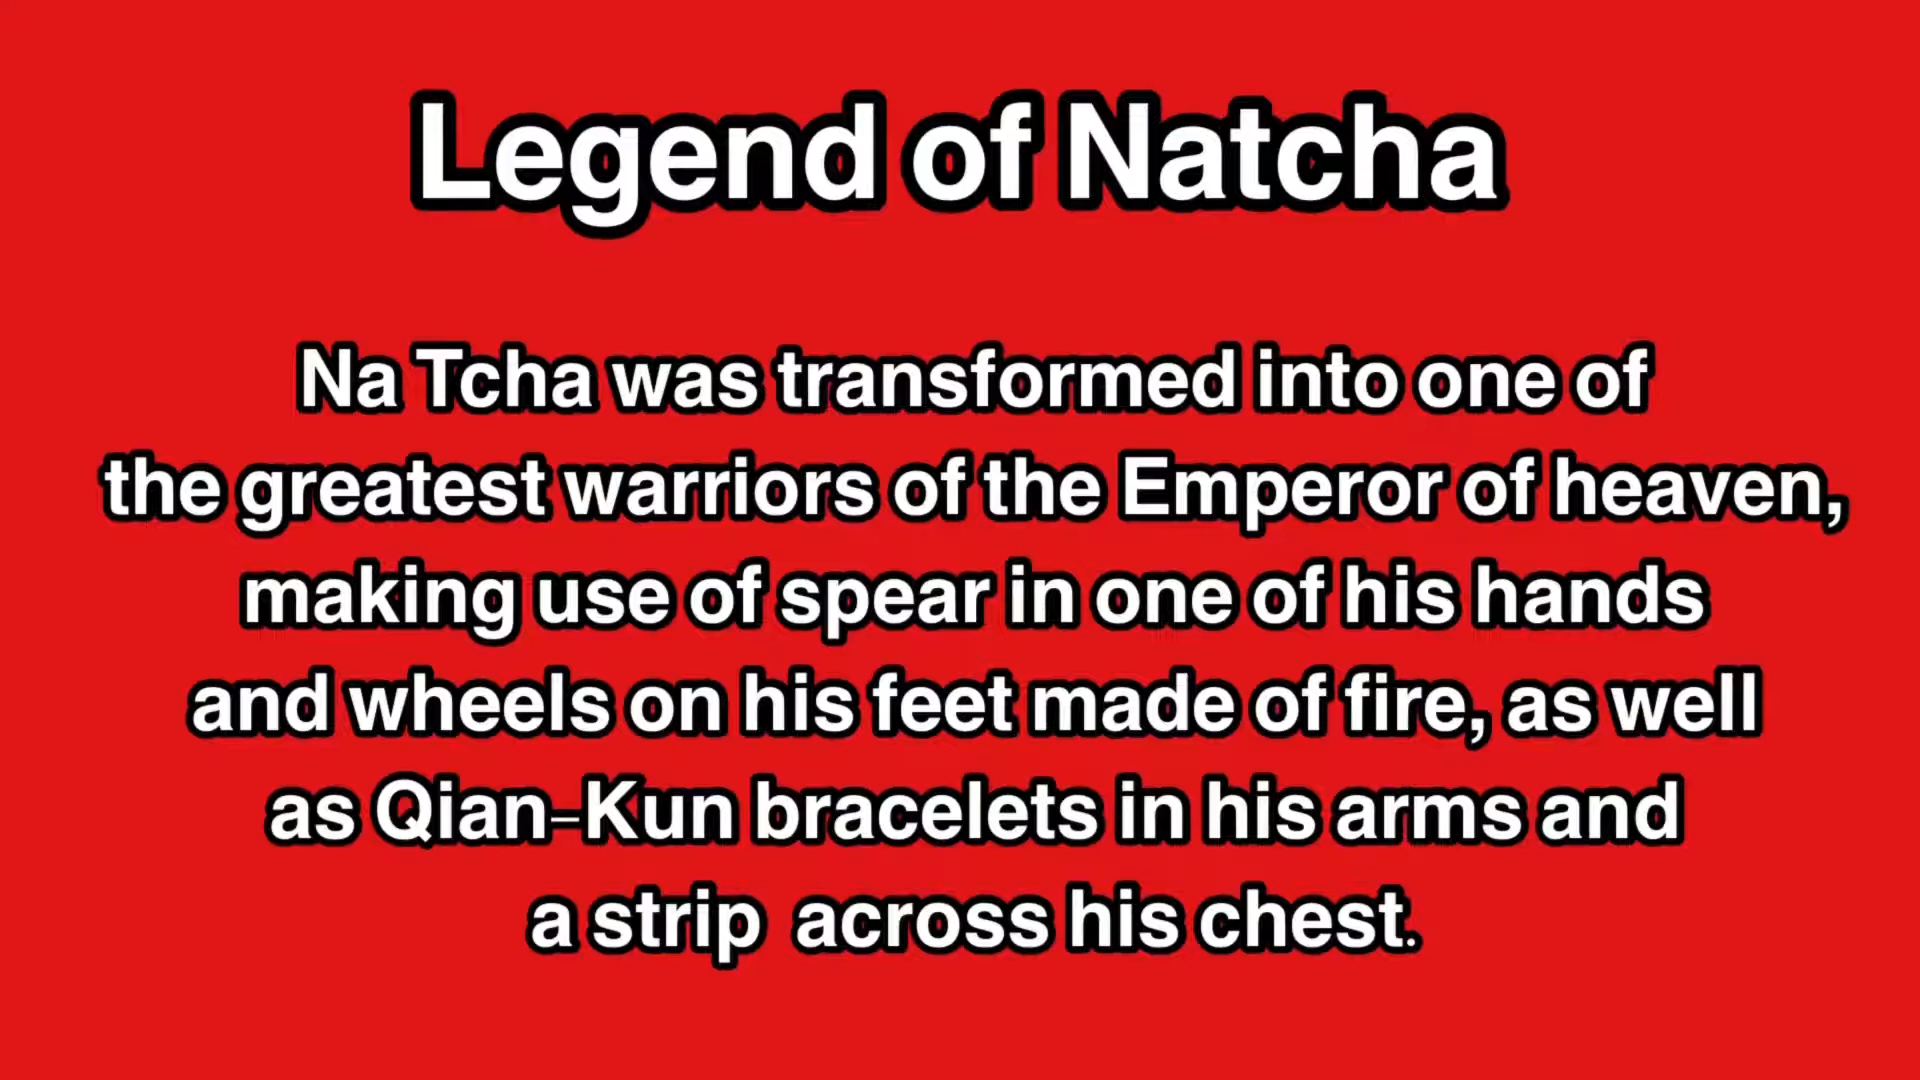 Legend of Natcha
Na Tcha was transformed into one of
the greatest warriors of the Emperor of heaven,
making use of spear in one of his hands
and wheels on his feet made of fire, as well
as Qian-Kun bracelets in his arms and
a strip  across his chest.